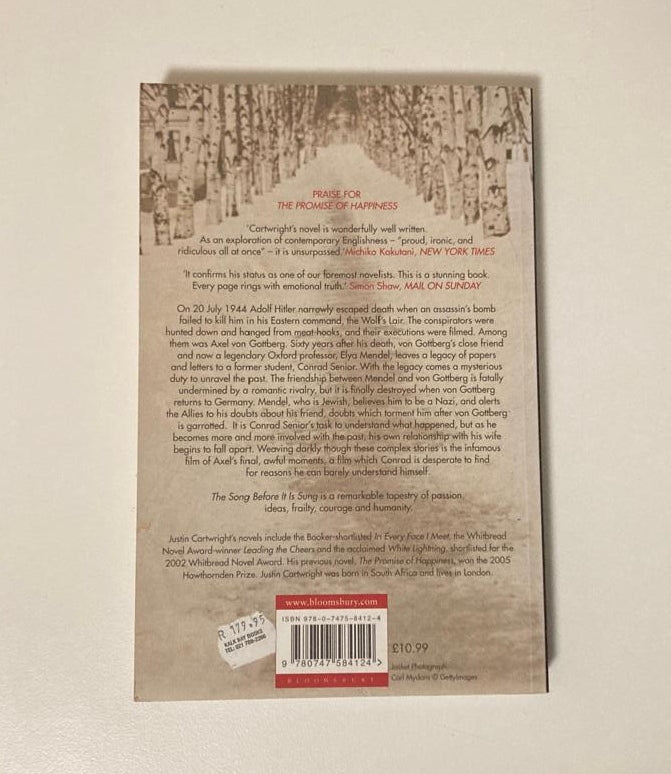 PRAISE FOR
THE PROMISE OF HAPPINESS
'Cartwright's novel is wonderfully well written.
As an exploration of contemporary Englishness – "proud, ironic, and
ridiculous all at once" – it is unsurpassed.' Michiko Kakutani, NEW YORK TIMES
'It confirms his status as one of our foremost novelists. This is a stunning book.
Every page rings with emotional truth.' Simon Shaw, MAIL ON SUNDAY
On 20 July 1944 Adolf Hitler narrowly escaped death when an assassin's bomb
failed to kill him in his Eastern command, the Wolf's Lair. The conspirators were
hunted down and hanged from meat-hooks, and their executions were filmed. Among
them was Axel von Gottberg. Sixty years after his death, von Gottberg's close friend
and now a legendary Oxford professor, Elya Mendel, leaves a legacy of papers
and letters to a former student, Conrad Senior. With the legacy comes a mysterious
duty to unravel the past. The friendship between Mendel and von Gottberg is fatally
undermined by a romantic rivalry, but it is finally destroyed when von Gottberg
returns to Germany. Mendel, who is Jewish, believes him to be a Nazi, and alerts
the Allies to his doubts about his friend, doubts which torment him after von Gottberg
is garrotted. It is Conrad Senior's task to understand what happened, but as he
becomes more and more involved with the past, his own relationship with his wife
begins to fall apart. Weaving darkly though these complex stories is the infamous
film of Axel's final, awful moments, a film which Conrad is desperate to find
for reasons he can barely understand himself.
The Song Before It Is Sung is a remarkable tapestry of passion,
ideas, frailty, courage and humanity.
Justin Cartwright's novels include the Booker-shortlisted In Every Face I Meet, the Whitbread
Novel Award-winner Leading the Cheers and the acclaimed White Lightning, shortlisted for the
2002 Whitbread Novel Award. His previous novel, The Promise of Happiness, won the 2005
Hawthornden Prize. Justin Cartwright was born in South Africa and lives in London.
www.bloomsbury.com
ISBN 978-0-7475-8412-4
9 780747 584124 >
BLOOMSBURY
£10.99
Jacket Photograph:
Carl Mydans © GettyImages
R 179.95
KALK BAY BOOKS
TEL: 021 788-2266